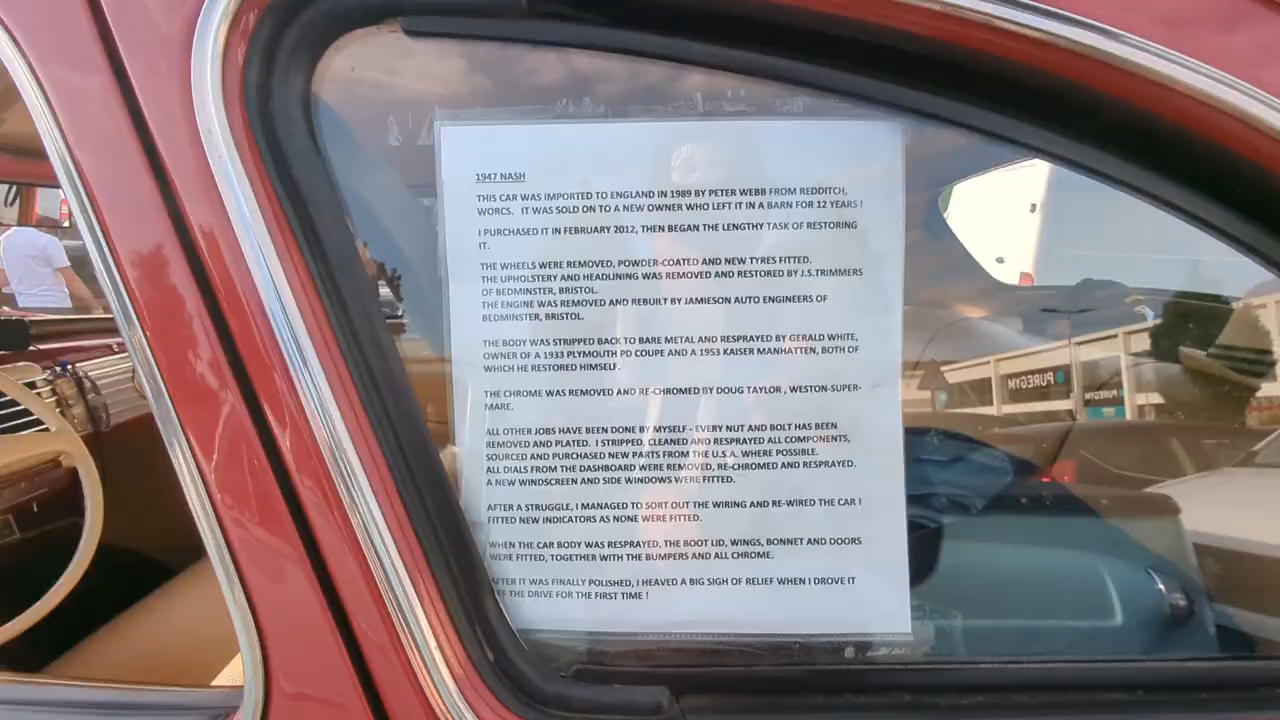 1947 NASH
THIS CAR WAS IMPORTED TO ENGLAND IN 1989 BY PETER WEBB FROM REDDITCH,
WORCS. IT WAS SOLD ON TO A NEW OWNER WHO LEFT IT IN A BARN FOR 12 YEARS !
I PURCHASED IT IN FEBRUARY 2012, THEN BEGAN THE LENGTHY TASK OF RESTORING
IT.
THE WHEELS WERE REMOVED, POWDER-COATED AND NEW TYRES FITTED.
THE UPHOLSTERY AND HEADLINING WAS REMOVED AND RESTORED BY J.S.TRIMMERS
OF BEDMINSTER, BRISTOL.
THE ENGINE WAS REMOVED AND REBUILT BY JAMIESON AUTO ENGINEERS OF
BEDMINSTER, BRISTOL.
THE BODY WAS STRIPPED BACK TO BARE METAL AND RESPRAYED BY GERALD WHITE,
OWNER OF A 1933 PLYMOUTH PD COUPE AND A 1953 KAISER MANHATTEN, BOTH OF
WHICH HE RESTORED HIMSELF.
THE CHROME WAS REMOVED AND RE-CHROMED BY DOUG TAYLOR , WESTON-SUPER-
MARE.
ALL OTHER JOBS HAVE BEEN DONE BY MYSELF - EVERY NUT AND BOLT HAS BEEN
REMOVED AND PLATED. I STRIPPED, CLEANED AND RESPRAYED ALL COMPONENTS,
SOURCED AND PURCHASED NEW PARTS FROM THE U.S.A. WHERE POSSIBLE.
ALL DIALS FROM THE DASHBOARD WERE REMOVED, RE-CHROMED AND RESPRAYED.
A NEW WINDSCREEN AND SIDE WINDOWS WERE FITTED.
AFTER A STRUGGLE, I MANAGED TO SORT OUT THE WIRING AND RE-WIRED THE CAR !
FITTED NEW INDICATORS AS NONE WERE FITTED.
WHEN THE CAR BODY WAS RESPRAYED, THE BOOT LID, WINGS, BONNET AND DOORS
WERE FITTED, TOGETHER WITH THE BUMPERS AND ALL CHROME.
AFTER IT WAS FINALLY POLISHED, I HEAVED A BIG SIGH OF RELIEF WHEN I DROVE IT
OFF THE DRIVE FOR THE FIRST TIME !
PUREGYM
PUREGYM